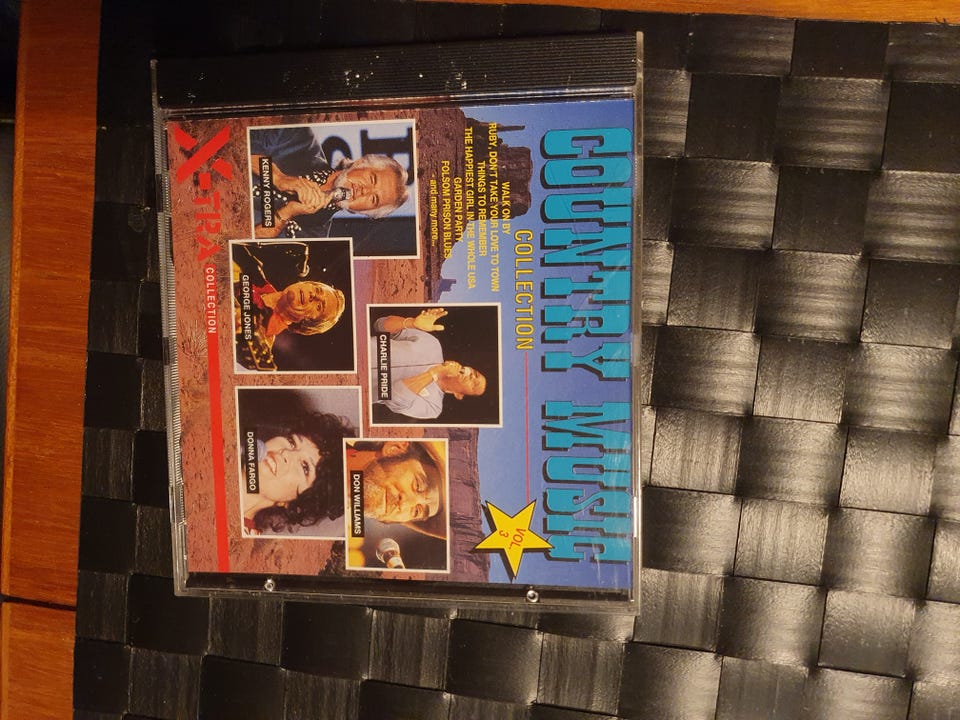 COUNTRY MUSIC
COLLECTION
WALK ON BY
RUBY, DON'T TAKE YOUR LOVE TO TOWN
THINGS TO REMEMBER
THE HAPPIEST GIRL IN THE WHOLE USA
GARDEN PARTY
FOLSOM PRISON BLUES
...and many more...
VOL. 3
KENNY ROGERS
CHARLIE PRIDE
DON WILLIAMS
GEORGE JONES
DONNA FARGO
X-TRA COLLECTION